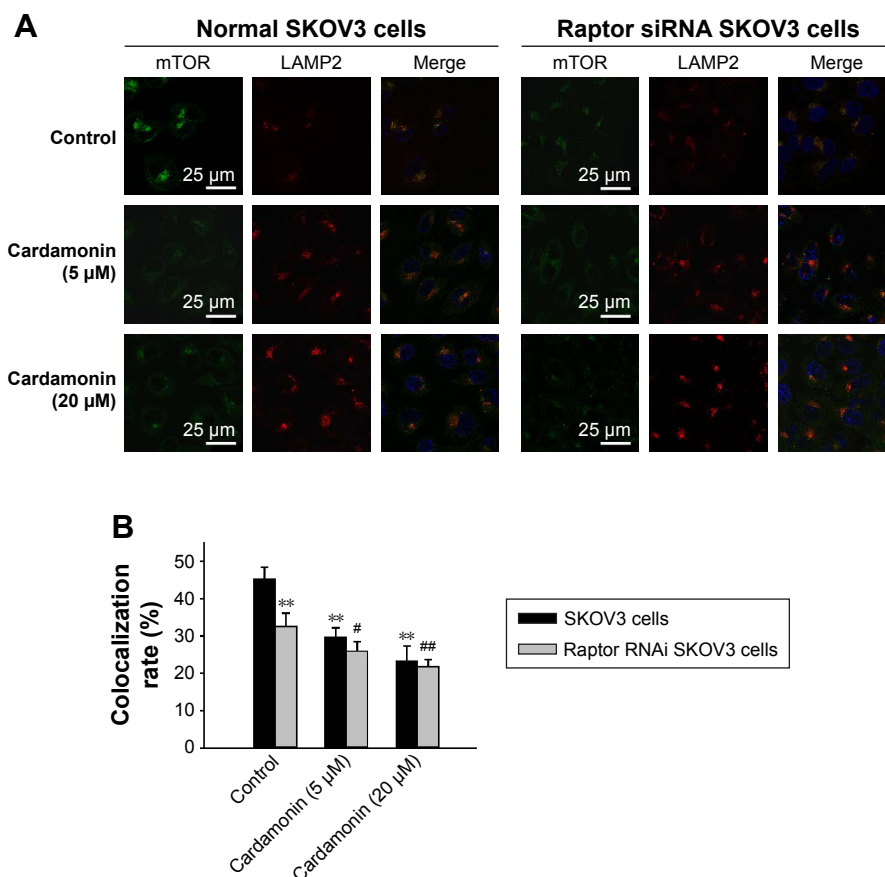 A
Normal SKOV3 cells
Raptor siRNA SKOV3 cells
mTOR LAMP2 Merge mTOR LAMP2 Merge
Control
25 µm
25 µm
Cardamonin
(5 µM)
25 µm
25 µm
Cardamonin
(20 µM)
25 µm
25 µm
B
Colocalization
rate (%)
50
40
30
20
10
0
**
**
#
**
##
Control
Cardamonin (5 µM)
Cardamonin (20 µM)
SKOV3 cells
Raptor RNAi SKOV3 cells